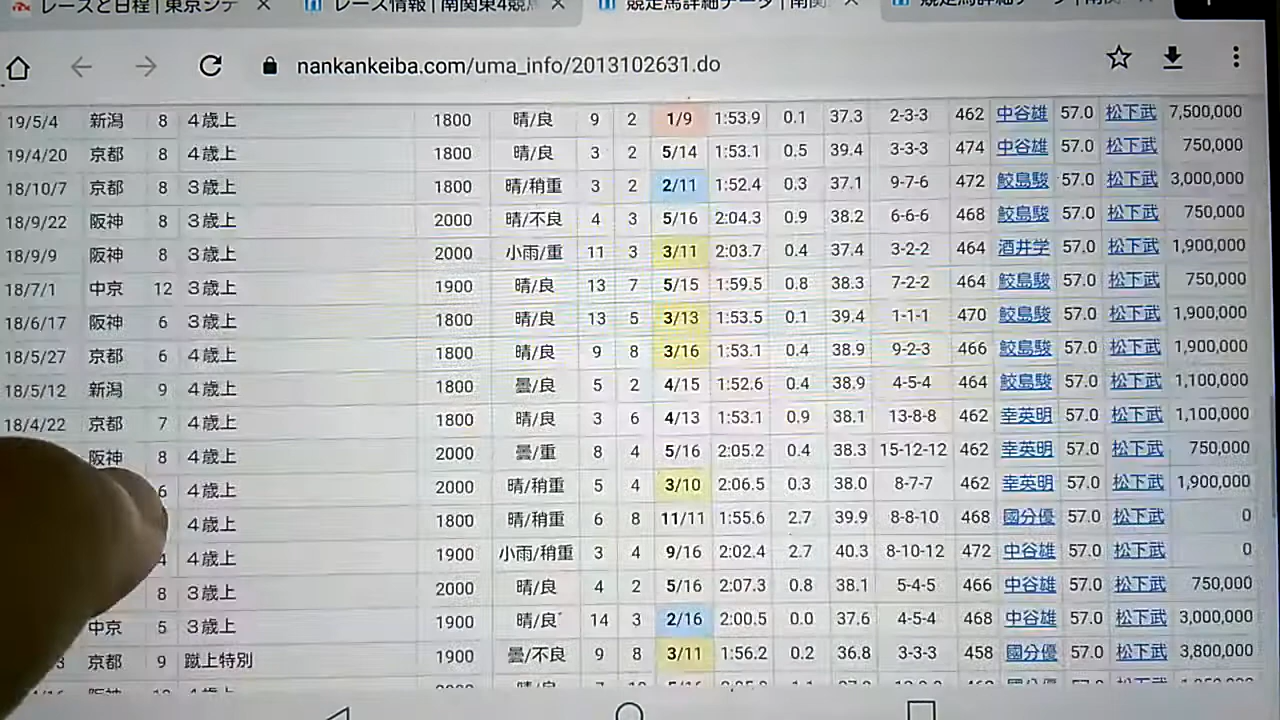 レースと日程 | 東京シテ × レース情報 | 南関東4競馬 × 競走馬詳細データ | 南関 × 競走馬詳細データ | 南関
nankankeiba.com/uma_info/2013102631.do
19/5/4 新潟 8 4歳上 1800 晴/良 9 2 1/9 1:53.9 0.1 37.3 2-3-3 462 中谷雄 57.0 松下武 7,500,000
19/4/20 京都 8 4歳上 1800 晴/良 3 2 5/14 1:53.1 0.5 39.4 3-3-3 474 中谷雄 57.0 松下武 750,000
18/10/7 京都 8 3歳上 1800 晴/稍重 3 2 2/11 1:52.4 0.3 37.1 9-7-6 472 鮫島駿 57.0 松下武 3,000,000
18/9/22 阪神 8 3歳上 2000 晴/不良 4 3 5/16 2:04.3 0.9 38.2 6-6-6 468 鮫島駿 57.0 松下武 750,000
18/9/9 阪神 8 3歳上 2000 小雨/重 11 3 3/11 2:03.7 0.4 37.4 3-2-2 464 酒井学 57.0 松下武 1,900,000
18/7/1 中京 12 3歳上 1900 晴/良 13 7 5/15 1:59.5 0.8 38.3 7-2-2 464 鮫島駿 57.0 松下武 750,000
18/6/17 阪神 6 3歳上 1800 晴/良 13 5 3/13 1:53.5 0.1 39.4 1-1-1 470 鮫島駿 57.0 松下武 1,900,000
18/5/27 京都 6 4歳上 1800 晴/良 9 8 3/16 1:53.1 0.4 38.9 9-2-3 466 鮫島駿 57.0 松下武 1,900,000
18/5/12 新潟 9 4歳上 1800 曇/良 5 2 4/15 1:52.6 0.4 38.9 4-5-4 464 鮫島駿 57.0 松下武 1,100,000
18/4/22 京都 7 4歳上 1800 晴/良 3 6 4/13 1:53.1 0.9 38.1 13-8-8 462 幸英明 57.0 松下武 1,100,000
阪神 8 4歳上 2000 曇/重 8 4 5/16 2:05.2 0.4 38.3 15-12-12 462 幸英明 57.0 松下武 750,000
6 4歳上 2000 晴/稍重 5 4 3/10 2:06.5 0.3 38.0 8-7-7 462 幸英明 57.0 松下武 1,900,000
4歳上 1800 晴/稍重 6 8 11/11 1:55.6 2.7 39.9 8-8-10 468 國分優 57.0 松下武 0
4 4歳上 1900 小雨/稍重 3 4 9/16 2:02.4 2.7 40.3 8-10-12 472 中谷雄 57.0 松下武 0
8 3歳上 2000 晴/良 4 2 5/16 2:07.3 0.8 38.1 5-4-5 466 中谷雄 57.0 松下武 750,000
中京 5 3歳上 1900 晴/良 14 3 2/16 2:00.5 0.0 37.6 4-5-4 468 中谷雄 57.0 松下武 3,000,000
京都 9 蹴上特別 1900 曇/不良 9 8 3/11 1:56.2 0.2 36.8 3-3-3 458 國分優 57.0 松下武 3,800,000